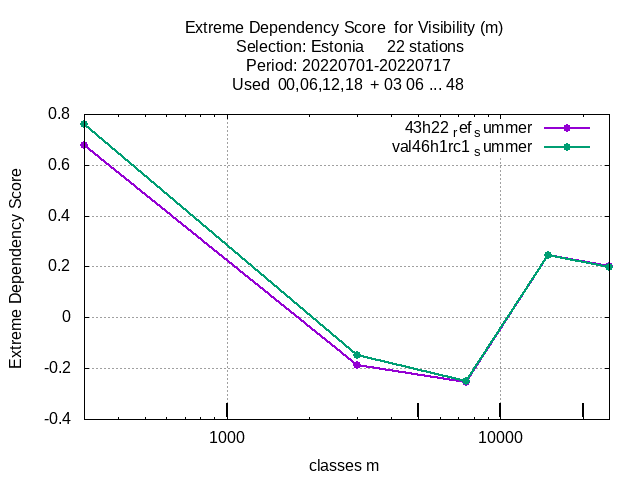 Extreme Dependency Score for Visibility (m)
Selection: Estonia 22 stations
Period: 20220701-20220717
Used 00,06,12,18 + 03 06 ... 48
43h22 ref summer
val46h1rc1 summer
Extreme Dependency Score
0.8
0.6
0.4
0.2
0
-0.2
-0.4
1000
10000
classes m